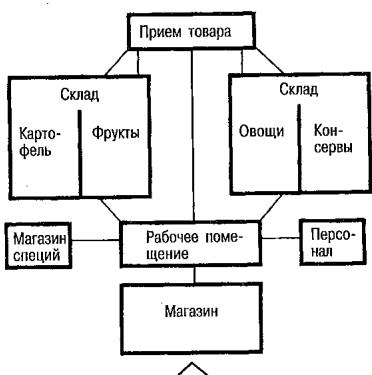 Прием товара
Склад
Карто-
фель
Фрукты
Склад
Овощи
Кон-
сервы
Магазин
специй
Рабочее поме-
щение
Персо-
нал
Магазин